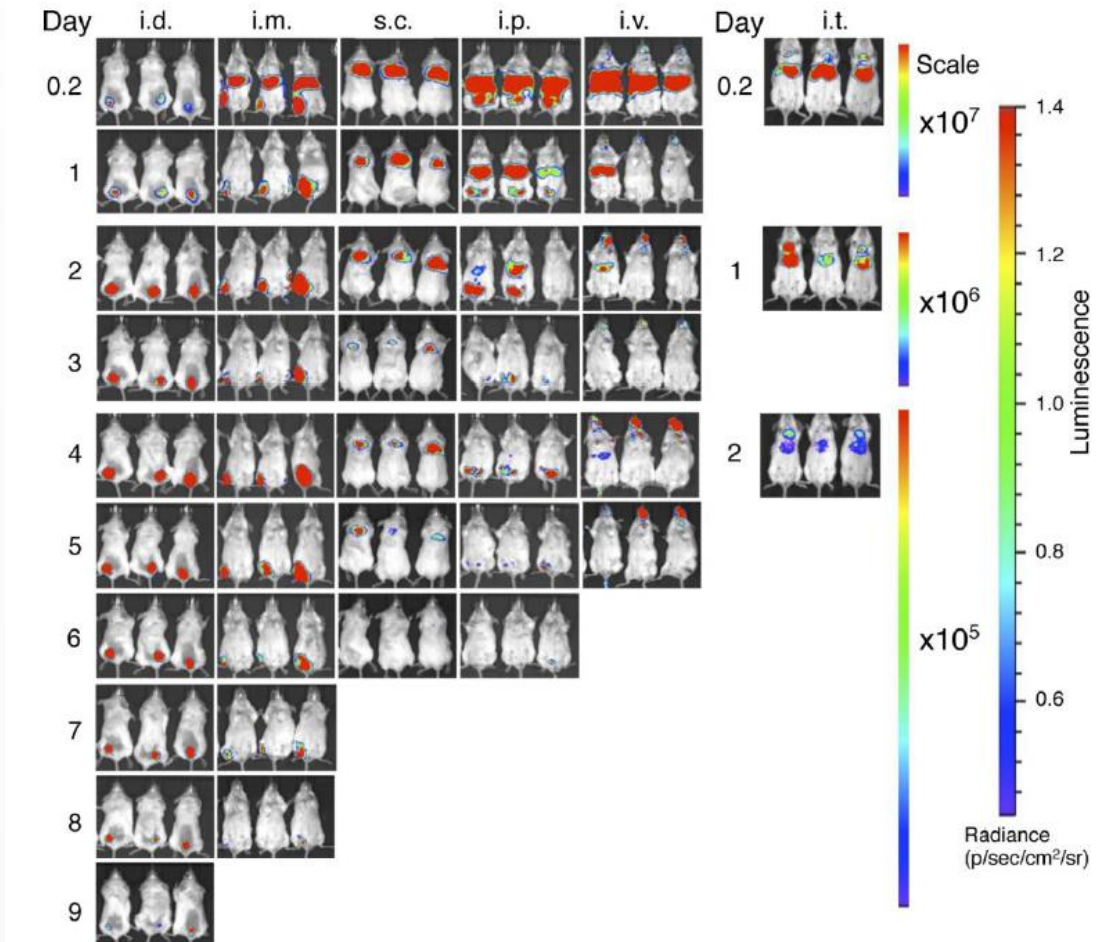 Day i.d. i.m. s.c. i.p. i.v. Day i.t.
0.2 0.2 Scale
x10⁷ 1.4
1
2 1 1.2
x10⁶
3
Luminescence
4 2 1.0
5 0.8
6 x10⁵
7 0.6
8 Radiance
(p/sec/cm²/sr)
9